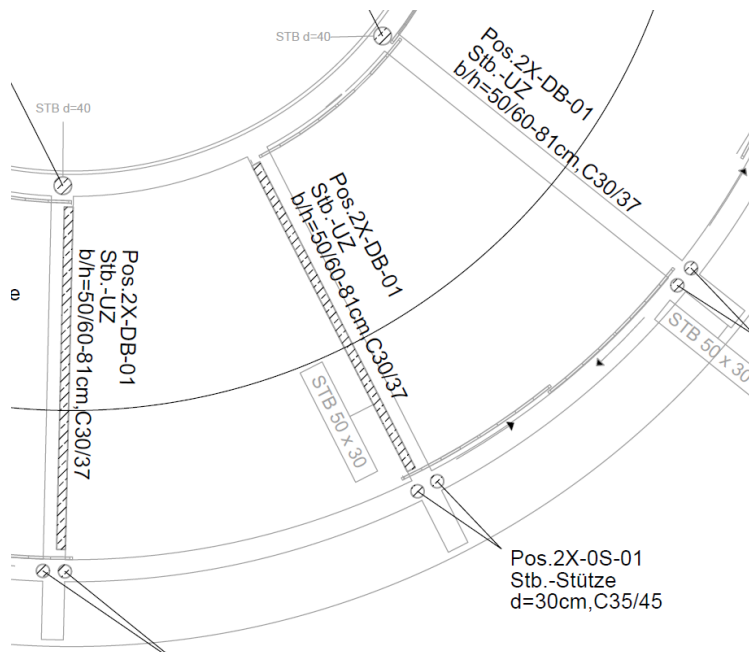 STB d=40
Pos.2X-DB-01
Stb.-UZ
b/h=50/60-81cm,C30/37
STB d=40
Pos.2X-DB-01
Stb.-UZ
b/h=50/60-81cm,C30/37
Pos.2X-DB-01
Stb.-UZ
b/h=50/60-81cm,C30/37
e
STB 50 x 30
STB 50 x 30
Pos.2X-0S-01
Stb.-Stütze
d=30cm,C35/45